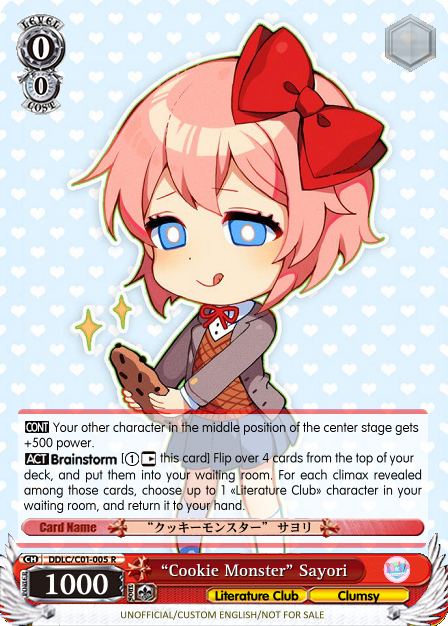 LEVEL
0
0
COST
CONT Your other character in the middle position of the center stage gets
+500 power.
ACT Brainstorm [① this card] Flip over 4 cards from the top of your
deck, and put them into your waiting room. For each climax revealed
among those cards, choose up to 1 «Literature Club» character in your
waiting room, and return it to your hand.
Card Name “クッキーモンスター” サヨリ
CH DDLC/C01-005 R
POWER 1000 SOUL “Cookie Monster” Sayori
Literature Club Clumsy
UNOFFICIAL/CUSTOM ENGLISH/NOT FOR SALE